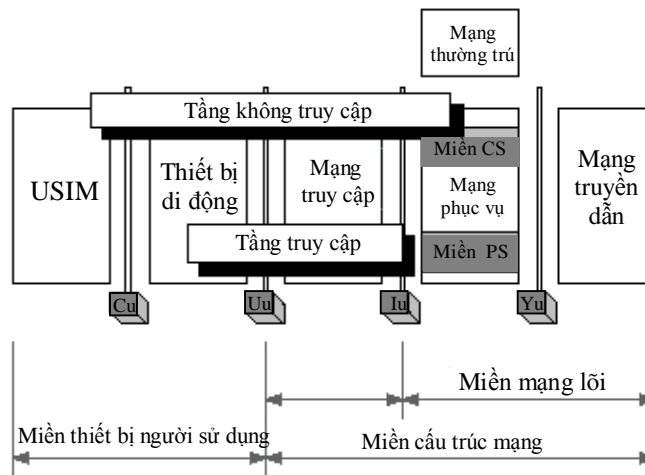 Mạng
thường trú
Tầng không truy cập
USIM
Thiết bị
di động
Mạng
truy cập
Miền CS
Mạng
phục vụ
Miền PS
Mạng
truyền
dẫn
Tầng truy cập
Cu
Uu
Iu
Yu
Miền mạng lõi
Miền thiết bị người sử dụng
Miền cấu trúc mạng